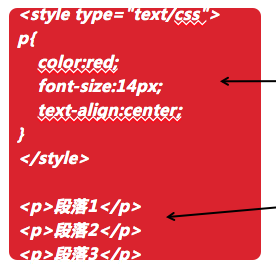 <style type="text/css">
p{
color:red;
font-size:14px;
text-align:center;
}
</style>
<p>段落1</p>
<p>段落2</p>
<p>段落3</p>